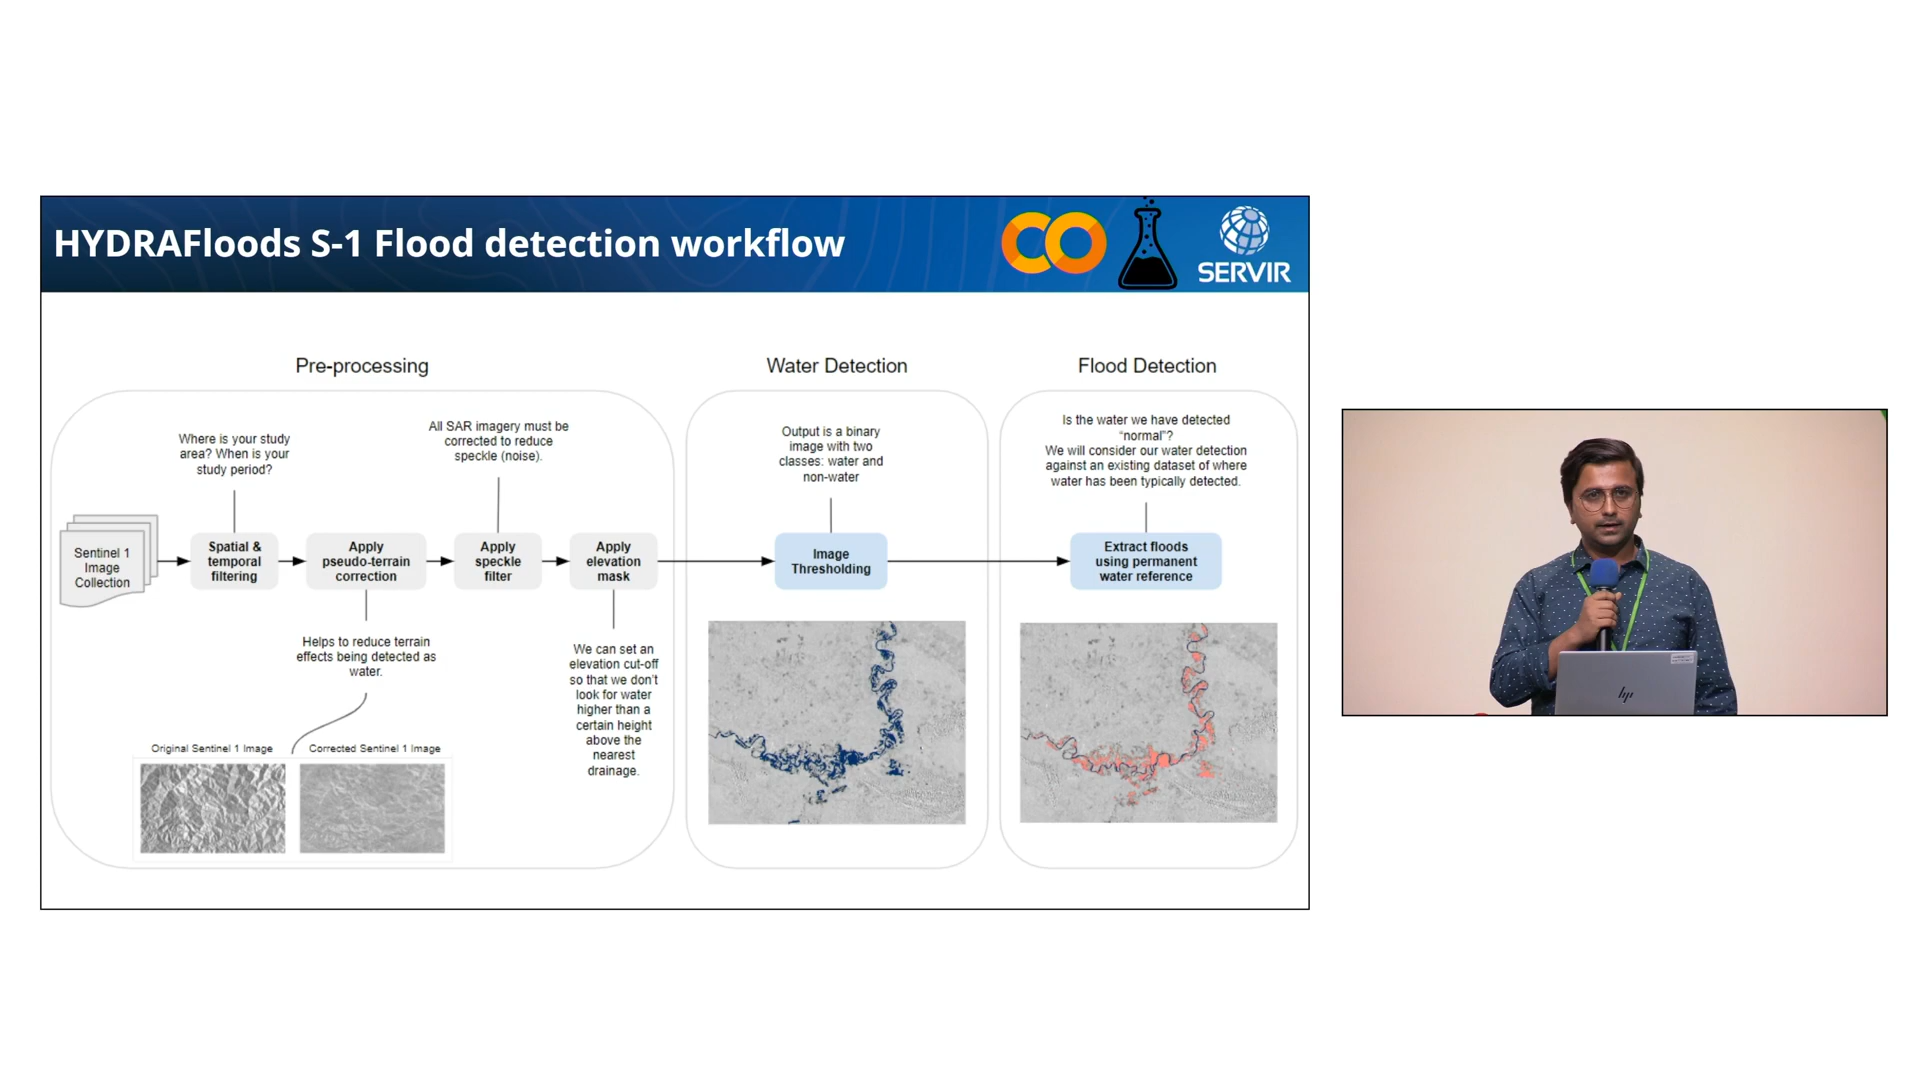 HYDRAFloods S-1 Flood detection workflow
SERVIR
Pre-processing
Where is your study
area? When is your
study period?
All SAR imagery must be
corrected to reduce
speckle (noise).
Sentinel 1
Image
Collection
Spatial &
temporal
filtering
Apply
pseudo-terrain
correction
Apply
speckle
filter
Apply
elevation
mask
Helps to reduce terrain
effects being detected as
water.
Original Sentinel 1 Image
Corrected Sentinel 1 Image
We can set an
elevation cut-off
so that we don't
look for water
higher than a
certain height
above the
nearest
drainage.
Water Detection
Output is a binary
image with two
classes: water and
non-water
Image
Thresholding
Flood Detection
Is the water we have detected
“normal”?
We will consider our water detection
against an existing dataset of where
water has been typically detected.
Extract floods
using permanent
water reference
hp